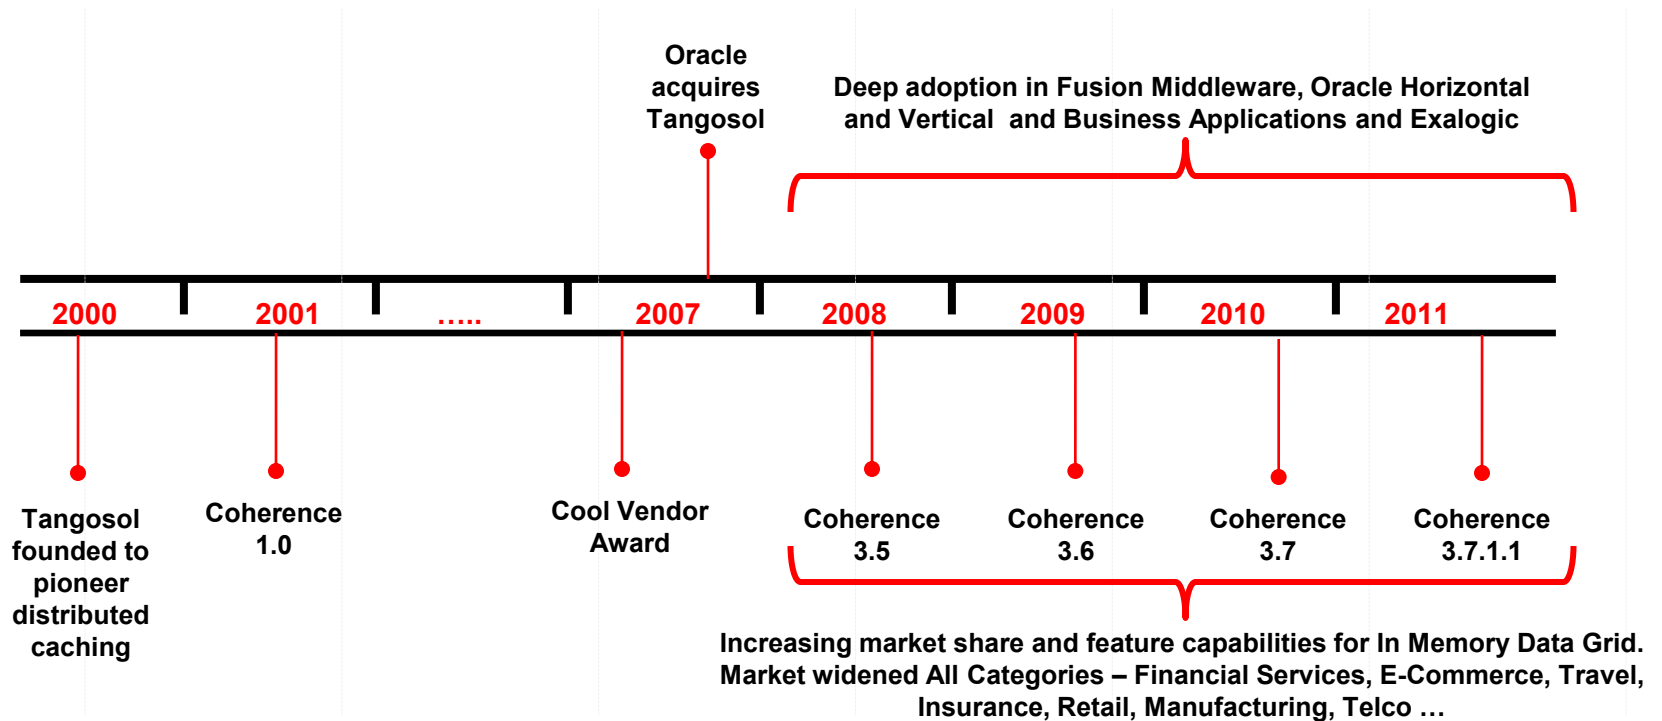 Oracle
acquires
Tangosol
Deep adoption in Fusion Middleware, Oracle Horizontal
and Vertical and Business Applications and Exalogic
2000
2001
.....
2007
2008
2009
2010
2011
Tangosol
founded to
pioneer
distributed
caching
Coherence
1.0
Cool Vendor
Award
Coherence
3.5
Coherence
3.6
Coherence
3.7
Coherence
3.7.1.1
Increasing market share and feature capabilities for In Memory Data Grid.
Market widened All Categories – Financial Services, E-Commerce, Travel,
Insurance, Retail, Manufacturing, Telco …